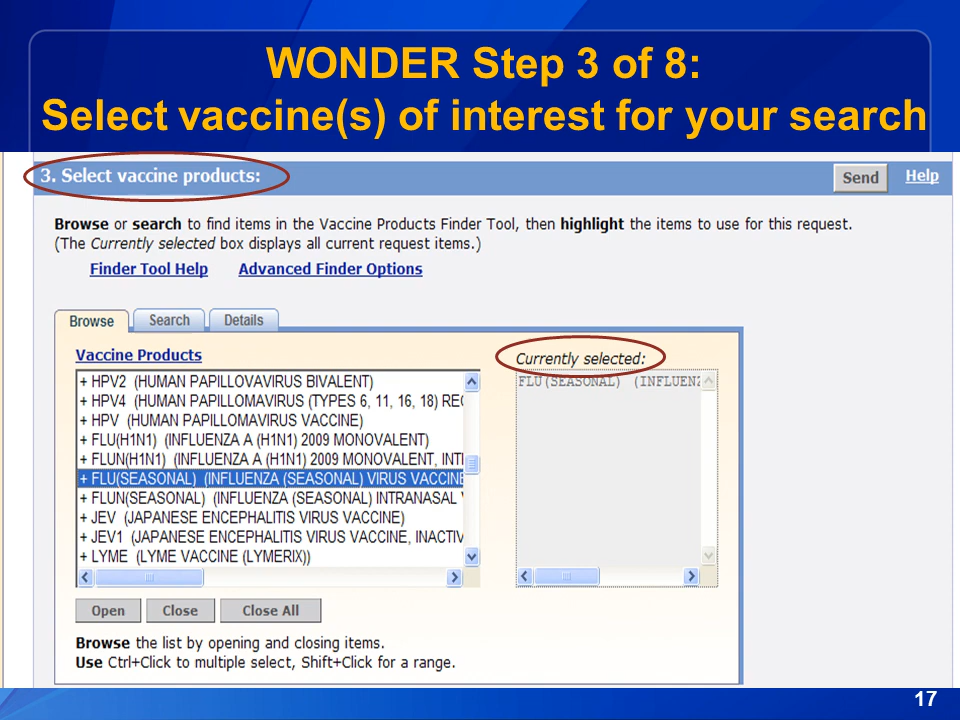 WONDER Step 3 of 8:
Select vaccine(s) of interest for your search
3. Select vaccine products:
Send
Help
Browse or search to find items in the Vaccine Products Finder Tool, then highlight the items to use for this request.
(The Currently selected box displays all current request items.)
Finder Tool Help
Advanced Finder Options
Browse
Search
Details
Vaccine Products
Currently selected:
+ HPV2 (HUMAN PAPILLOVAVIRUS BIVALENT)
+ HPV4 (HUMAN PAPILLOMAVIRUS (TYPES 6, 11, 16, 18) REC
+ HPV (HUMAN PAPILLOMAVIRUS VACCINE)
+ FLU(H1N1) (INFLUENZA A (H1N1) 2009 MONOVALENT)
+ FLUN(H1N1) (INFLUENZA A (H1N1) 2009 MONOVALENT, INT
+ FLU(SEASONAL) (INFLUENZA (SEASONAL) VIRUS VACCINE
+ FLUN(SEASONAL) (INFLUENZA (SEASONAL) INTRANASAL
+ JEV (JAPANESE ENCEPHALITIS VIRUS VACCINE)
+ JEV1 (JAPANESE ENCEPHALITIS VIRUS VACCINE, INACTIV
+ LYME (LYME VACCINE (LYMERIX))
FLU(SEASONAL) (INFLUEN
Open
Close
Close All
Browse the list by opening and closing items.
Use Ctrl+Click to multiple select, Shift+Click for a range.
17